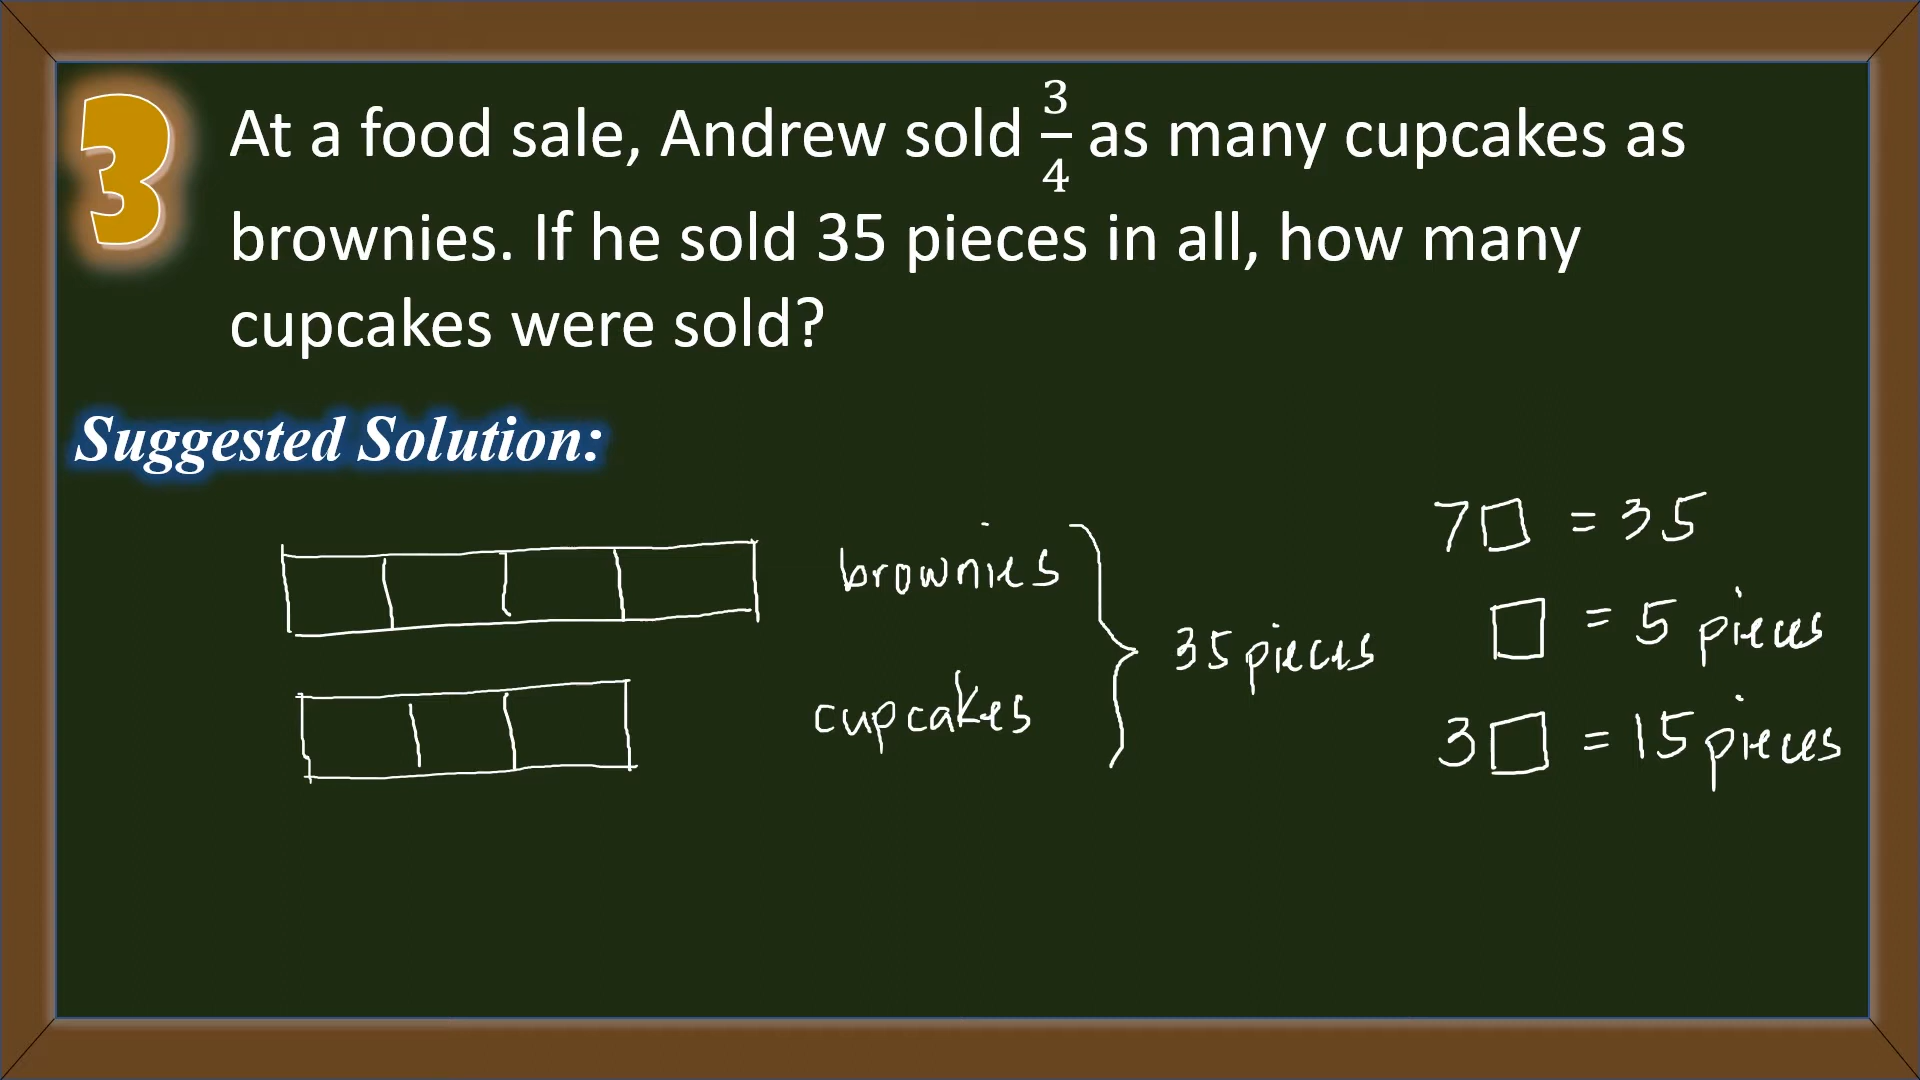 3
At a food sale, Andrew sold 3/4 as many cupcakes as
brownies. If he sold 35 pieces in all, how many
cupcakes were sold?
Suggested Solution:
brownies
cupcakes
35 pieces
7□ = 35
□ = 5 pieces
3□ = 15 pieces